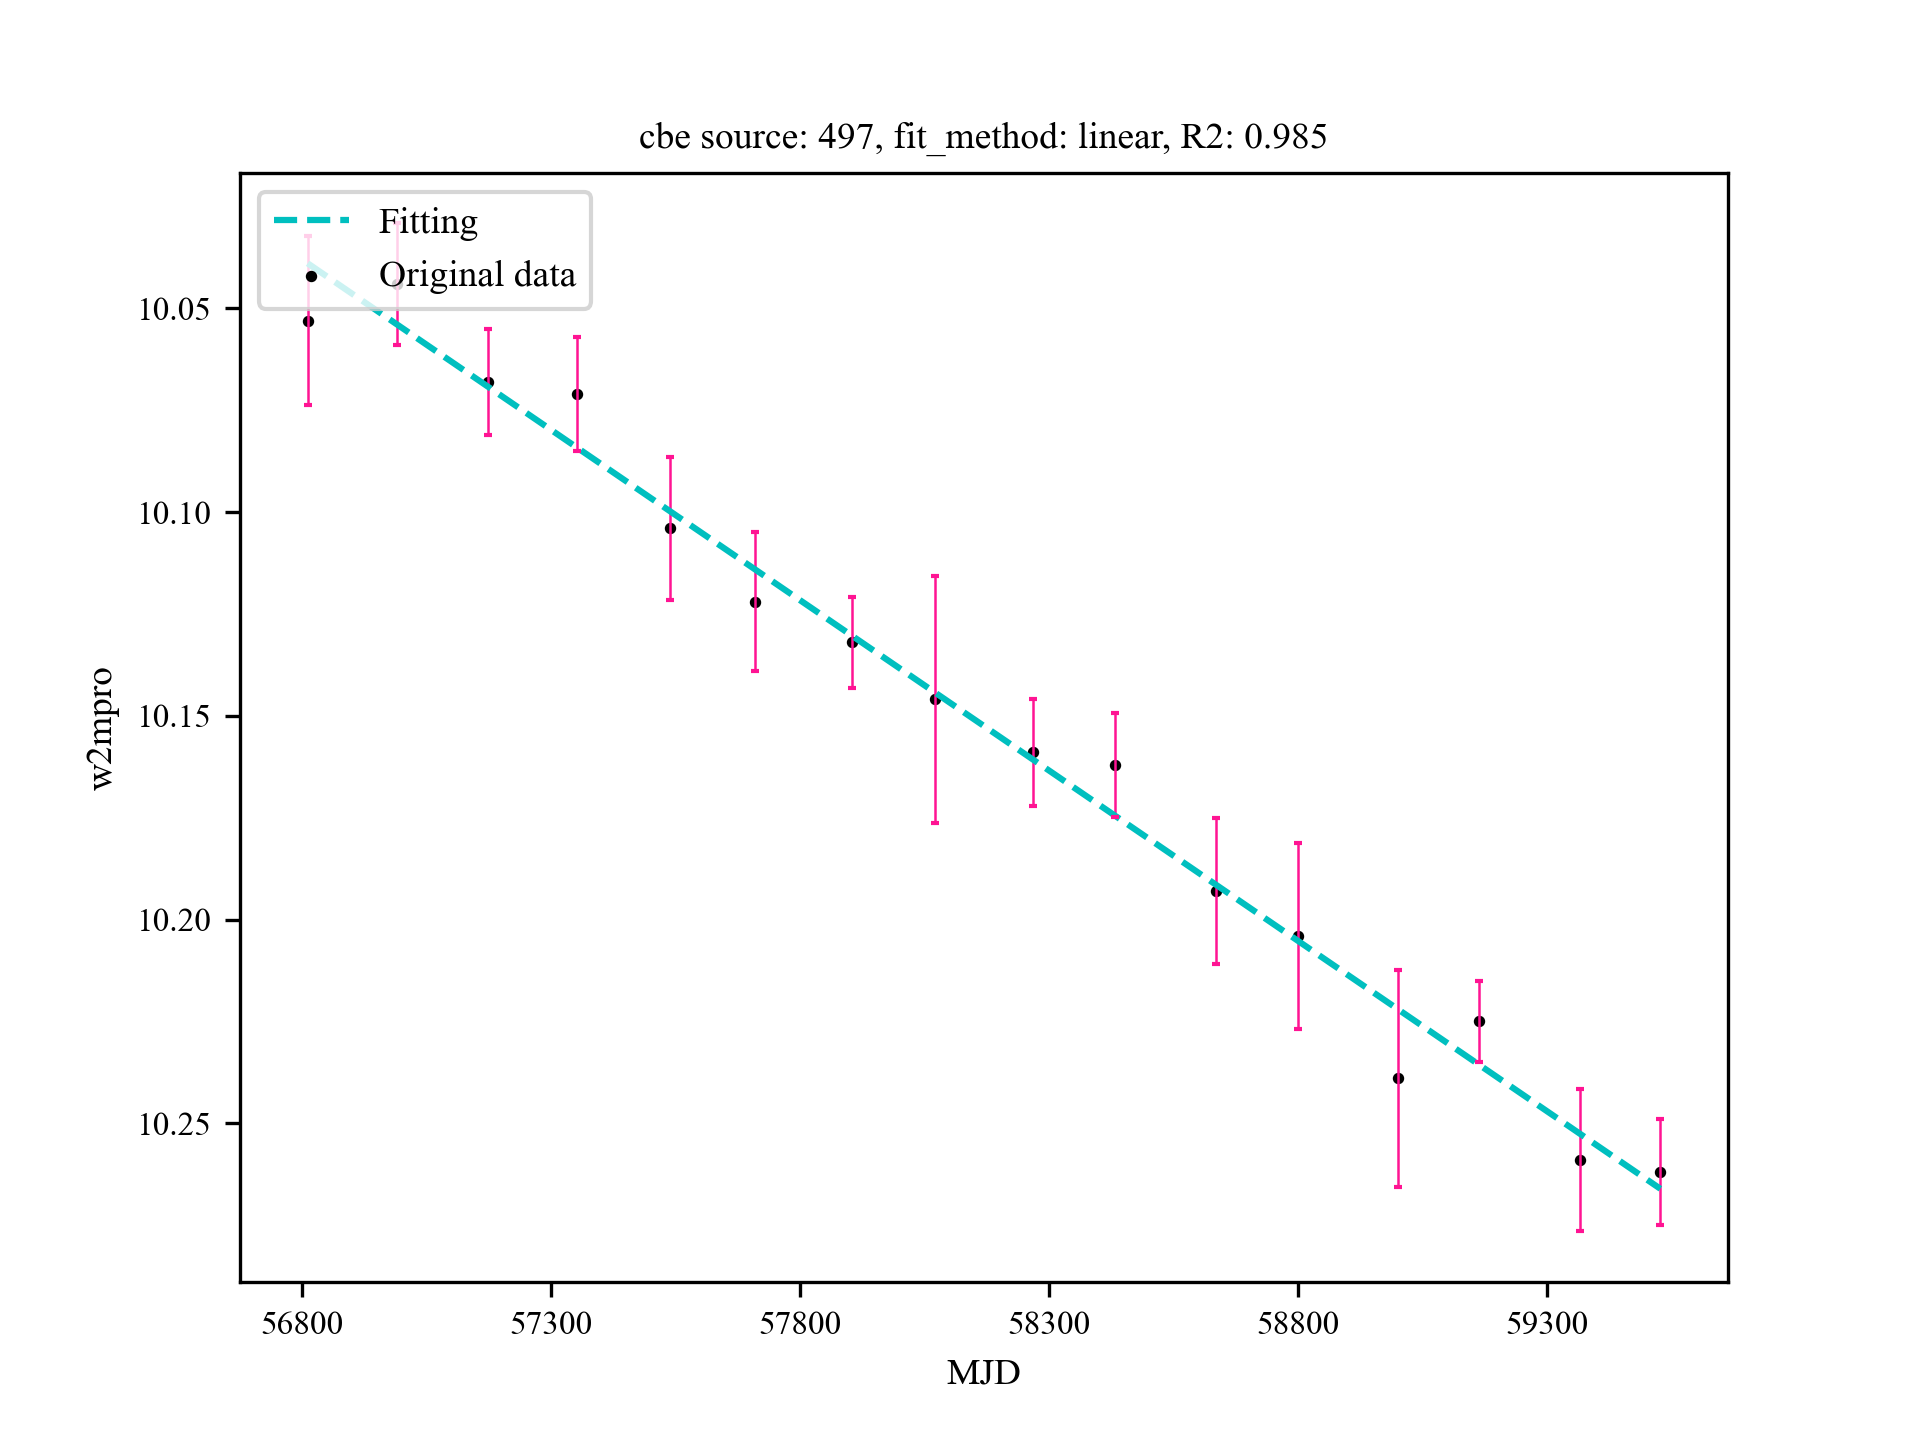 cbe source: 497, fit_method: linear, R2: 0.985
Fitting
Original data
10.05
10.10
10.15
10.20
10.25
w2mpro
56800
57300
57800
58300
58800
59300
MJD